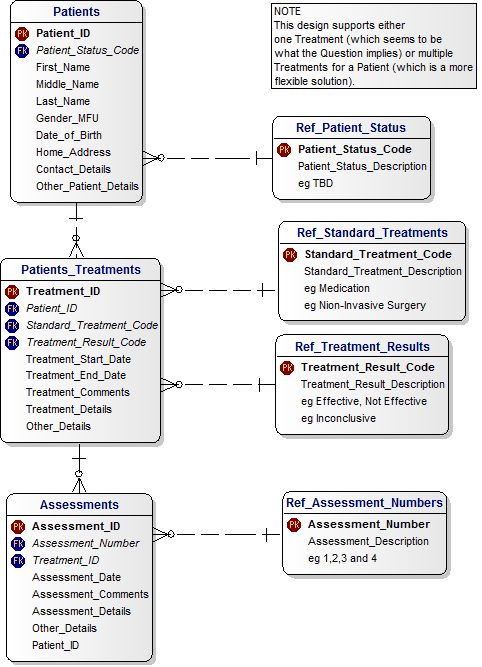 Patients
PK Patient_ID
FK Patient_Status_Code
First_Name
Middle_Name
Last_Name
Gender_MFU
Date_of_Birth
Home_Address
Contact_Details
Other_Patient_Details
NOTE
This design supports either
one Treatment (which seems to be
what the Question implies) or multiple
Treatments for a Patient (which is a more
flexible solution).
Ref_Patient_Status
PK Patient_Status_Code
Patient_Status_Description
eg TBD
Patients_Treatments
PK Treatment_ID
FK Patient_ID
FK Standard_Treatment_Code
FK Treatment_Result_Code
Treatment_Start_Date
Treatment_End_Date
Treatment_Comments
Treatment_Details
Other_Details
Ref_Standard_Treatments
PK Standard_Treatment_Code
Standard_Treatment_Description
eg Medication
eg Nion-Invasive Surgery
Ref_Treatment_Results
PK Treatment_Result_Code
Treatment_Result_Description
eg Effective, Not Effective
eg Inconclusive
Assessments
PK Assessment_ID
FK Assessment_Number
FK Treatment_ID
Assessment_Date
Assessment_Comments
Assessment_Details
Other_Details
Patient_ID
Ref_Assessment_Numbers
PK Assessment_Number
Assessment_Description
eg 1,2,3 and 4